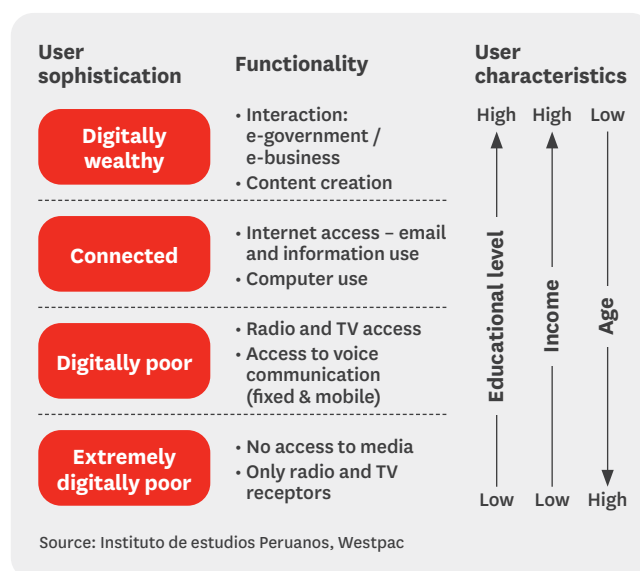 User
sophistication
Functionality
User
characteristics
Digitally
wealthy
• Interaction:
e-government /
e-business
• Content creation
High
High
Low
Connected
• Internet access – email
and information use
• Computer use
Digitally poor
• Radio and TV access
• Access to voice
communication
(fixed & mobile)
Educational level
Income
Age
Extremely
digitally poor
• No access to media
• Only radio and TV
receptors
Low
Low
High
Source: Instituto de estudios Peruanos, Westpac